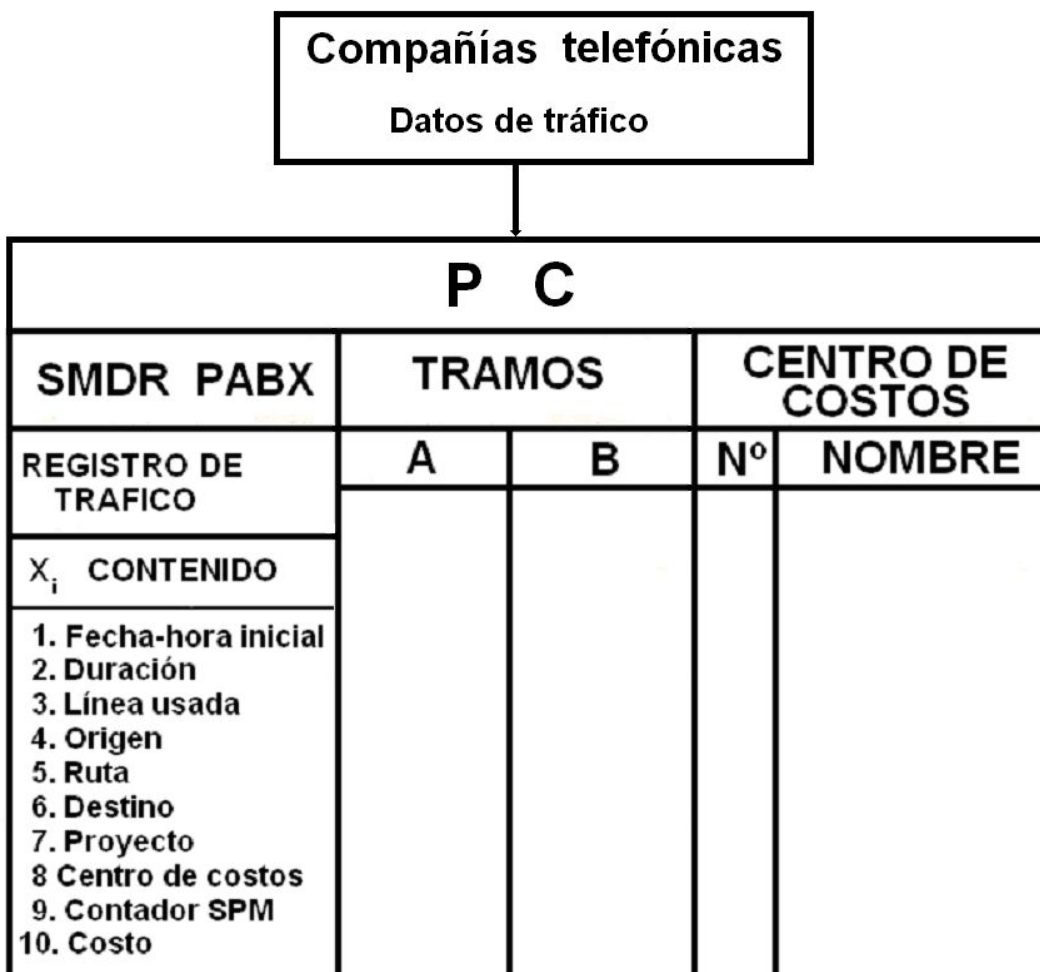 Compañías telefónicas
Datos de tráfico
P C
SMDR PABX
TRAMOS
CENTRO DE
COSTOS
REGISTRO DE
TRAFICO
A
B
Nº
NOMBRE
Xi CONTENIDO
1. Fecha-hora inicial
2. Duración
3. Línea usada
4. Origen
5. Ruta
6. Destino
7. Proyecto
8 Centro de costos
9. Contador SPM
10. Costo